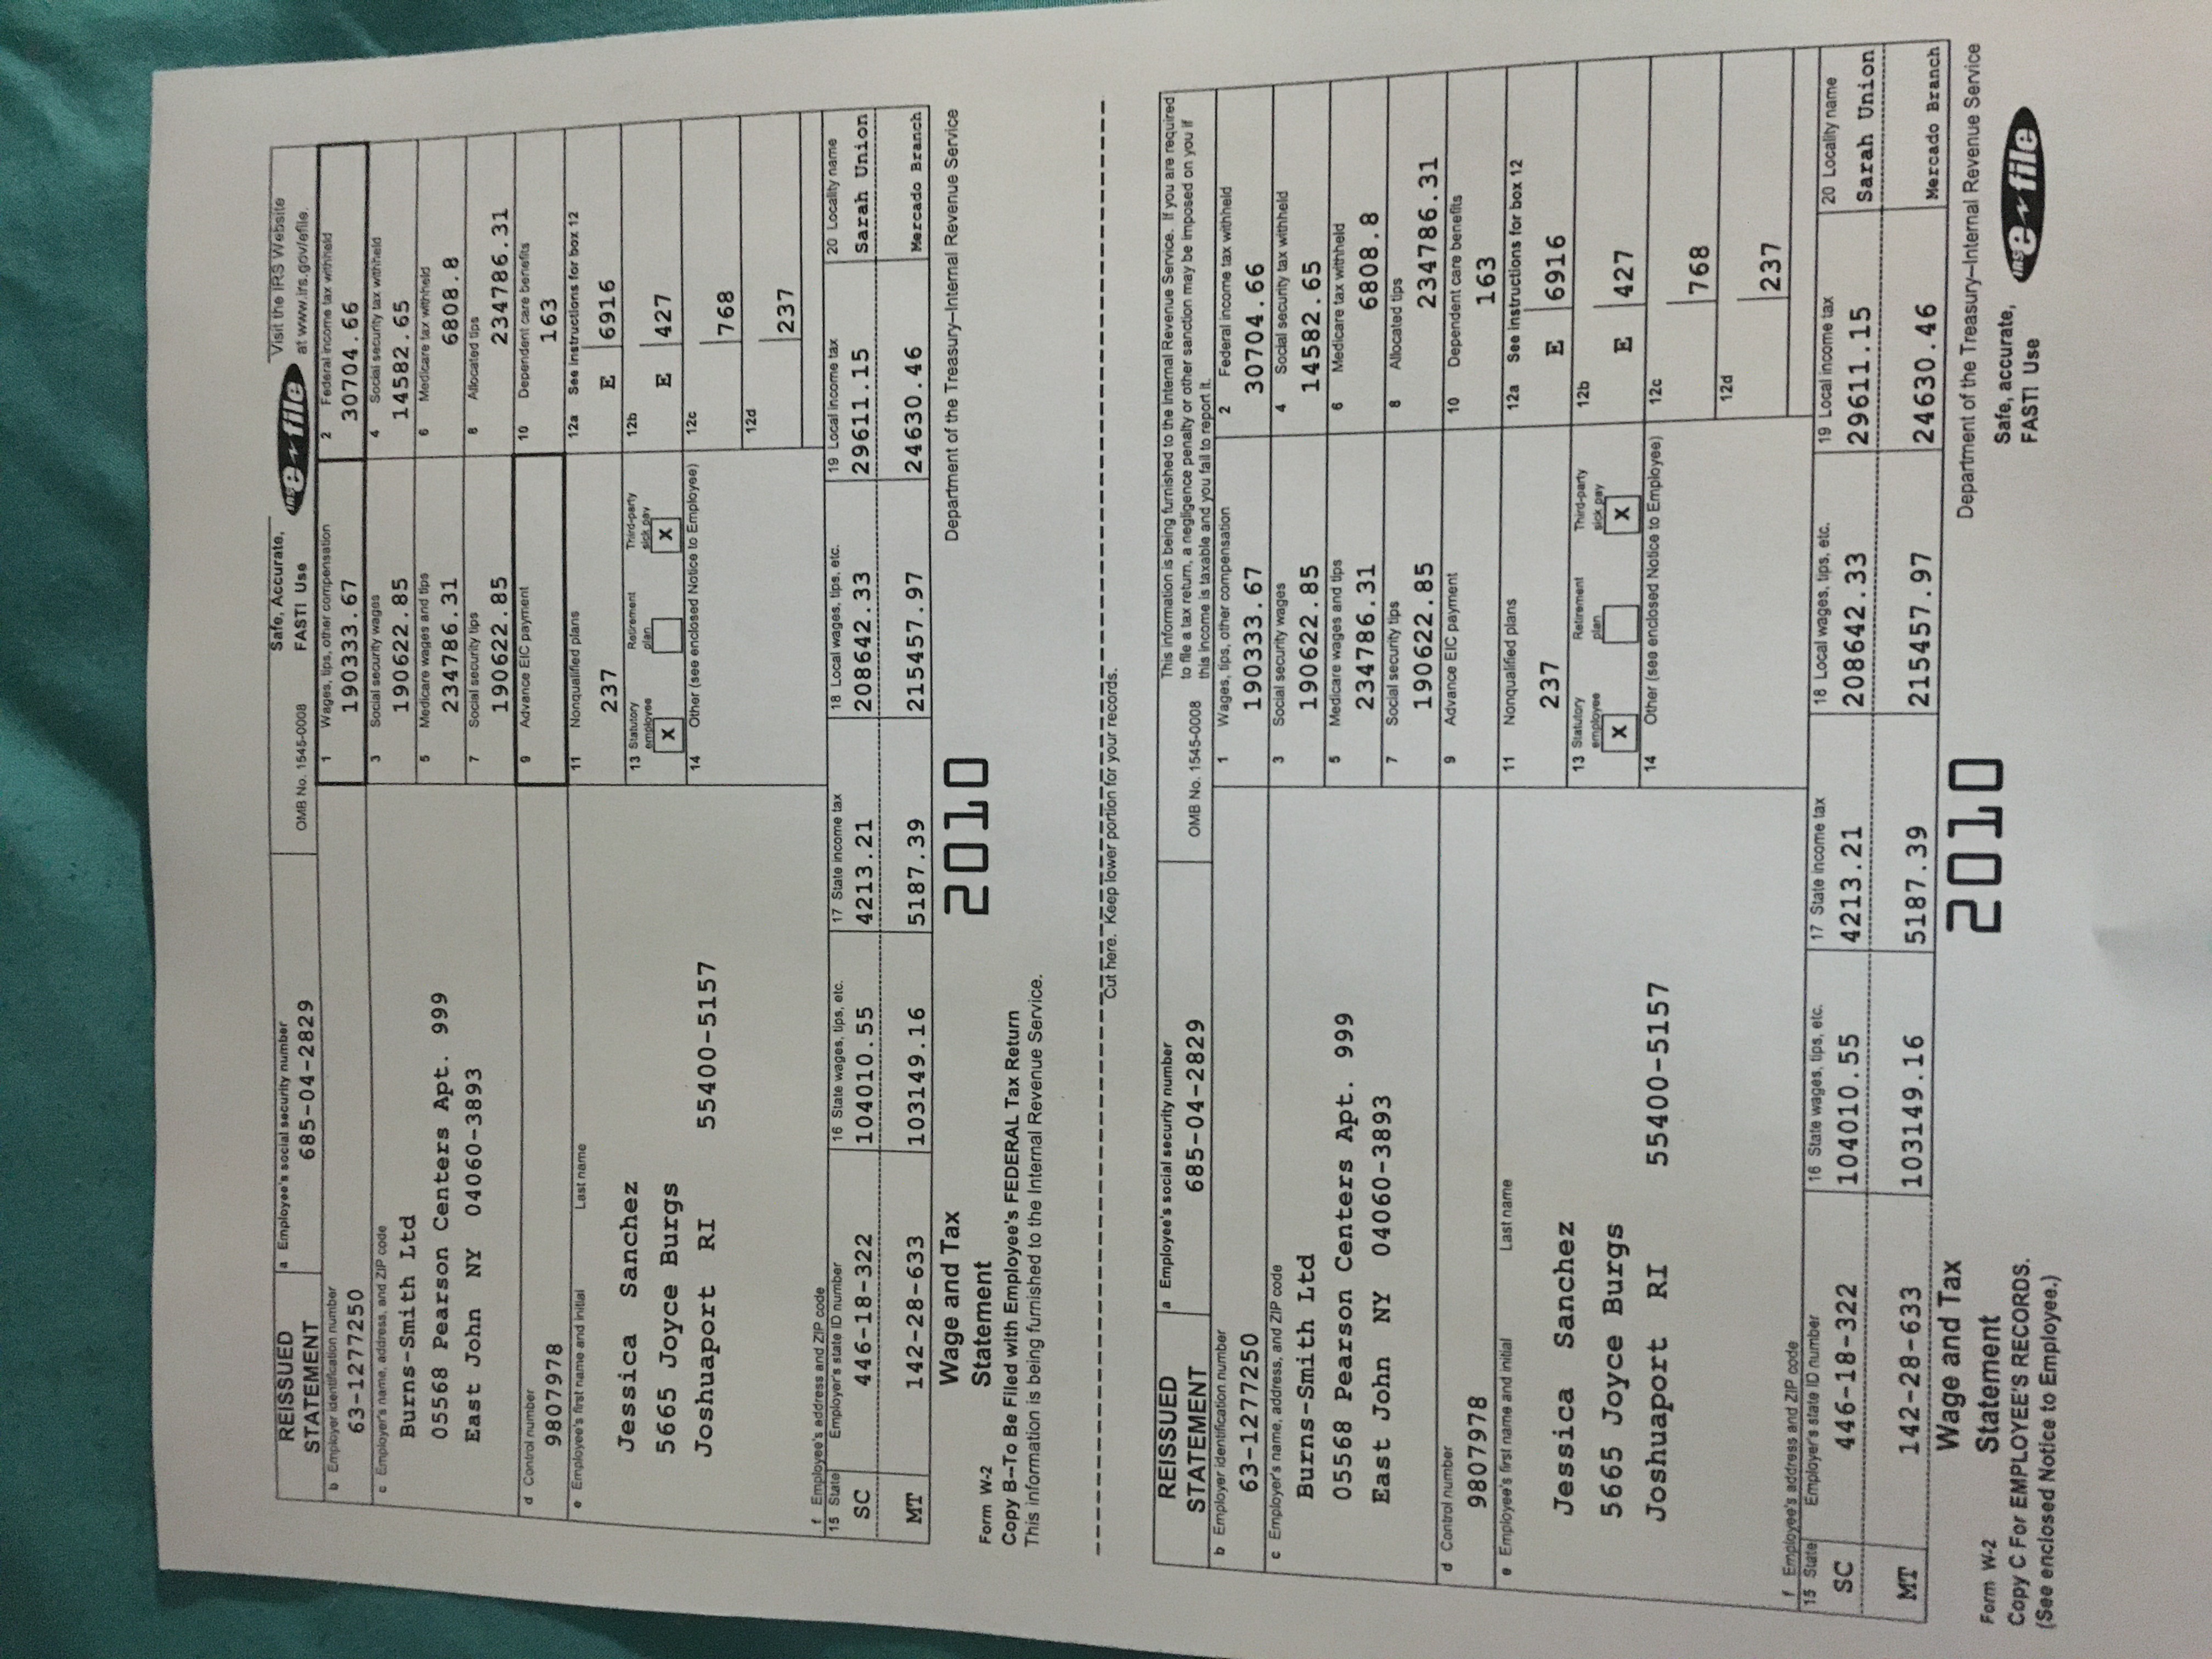 REISSUED STATEMENT
a Employee's social security number
685-04-2829
OMB No. 1545-0008
Safe, Accurate,
FAST! Use
IRS e-file
Visit the IRS Website
at www.irs.gov/efile.
b Employer identification number
63-1277250
1 Wages, tips, other compensation
190333.67
2 Federal income tax withheld
30704.66
c Employer's name, address, and ZIP code
Burns-Smith Ltd
05568 Pearson Centers Apt. 999
East John NY 04060-3893
3 Social security wages
190622.85
4 Social security tax withheld
14582.65
5 Medicare wages and tips
234786.31
6 Medicare tax withheld
6808.8
7 Social security tips
190622.85
8 Allocated tips
234786.31
d Control number
9807978
9 Advance EIC payment
10 Dependent care benefits
163
e Employee's first name and initial Last name
Jessica Sanchez
5665 Joyce Burgs
Joshuaport RI 55400-5157
11 Nonqualified plans
237
12a See instructions for box 12
E 6916
13 Statutory employee
X
Retirement plan
Third-party sick pay
X
12b
E 427
14 Other (see enclosed Notice to Employee)
12c
768
12d
237
f Employee's address and ZIP code
15 State Employer's state ID number 16 State wages, tips, etc. 17 State income tax 18 Local wages, tips, etc. 19 Local income tax 20 Locality name
SC 446-18-322 104010.55 4213.21 208642.33 29611.15 Sarah Union
MT 142-28-633 103149.16 5187.39 215457.97 24630.46 Mercado Branch
Form W-2 Wage and Tax Statement
2010
Department of the Treasury–Internal Revenue Service
Copy B--To Be Filed with Employee's FEDERAL Tax Return
This information is being furnished to the Internal Revenue Service.
Cut here. Keep lower portion for your records.
REISSUED STATEMENT
a Employee's social security number
685-04-2829
OMB No. 1545-0008
This information is being furnished to the Internal Revenue Service. If you are required
to file a tax return, a negligence penalty or other sanction may be imposed on you if
this income is taxable and you fail to report it.
b Employer identification number
63-1277250
1 Wages, tips, other compensation
190333.67
2 Federal income tax withheld
30704.66
c Employer's name, address, and ZIP code
Burns-Smith Ltd
05568 Pearson Centers Apt. 999
East John NY 04060-3893
3 Social security wages
190622.85
4 Social security tax withheld
14582.65
5 Medicare wages and tips
234786.31
6 Medicare tax withheld
6808.8
7 Social security tips
190622.85
8 Allocated tips
234786.31
d Control number
9807978
9 Advance EIC payment
10 Dependent care benefits
163
e Employee's first name and initial Last name
Jessica Sanchez
5665 Joyce Burgs
Joshuaport RI 55400-5157
11 Nonqualified plans
237
12a See instructions for box 12
E 6916
13 Statutory employee
X
Retirement plan
Third-party sick pay
X
12b
E 427
14 Other (see enclosed Notice to Employee)
12c
768
12d
237
f Employee's address and ZIP code
15 State Employer's state ID number 16 State wages, tips, etc. 17 State income tax 18 Local wages, tips, etc. 19 Local income tax 20 Locality name
SC 446-18-322 104010.55 4213.21 208642.33 29611.15 Sarah Union
MT 142-28-633 103149.16 5187.39 215457.97 24630.46 Mercado Branch
Form W-2 Wage and Tax Statement
2010
Department of the Treasury–Internal Revenue Service
Copy C For EMPLOYEE'S RECORDS.
(See enclosed Notice to Employee.)
Safe, accurate,
FAST! Use
IRS e-file